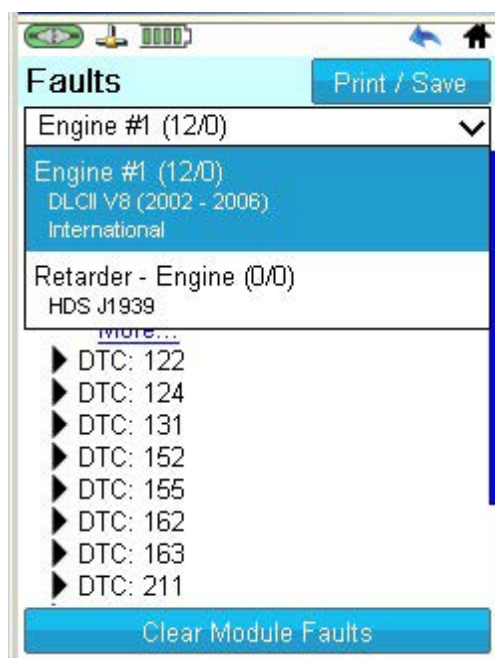 Faults
Print / Save
Engine #1 (12/0)
Engine #1 (12/0)
DLCII V8 (2002 - 2006)
International
Retarder - Engine (0/0)
HDS J1939
More...
DTC: 122
DTC: 124
DTC: 131
DTC: 152
DTC: 155
DTC: 162
DTC: 163
DTC: 211
Clear Module Faults